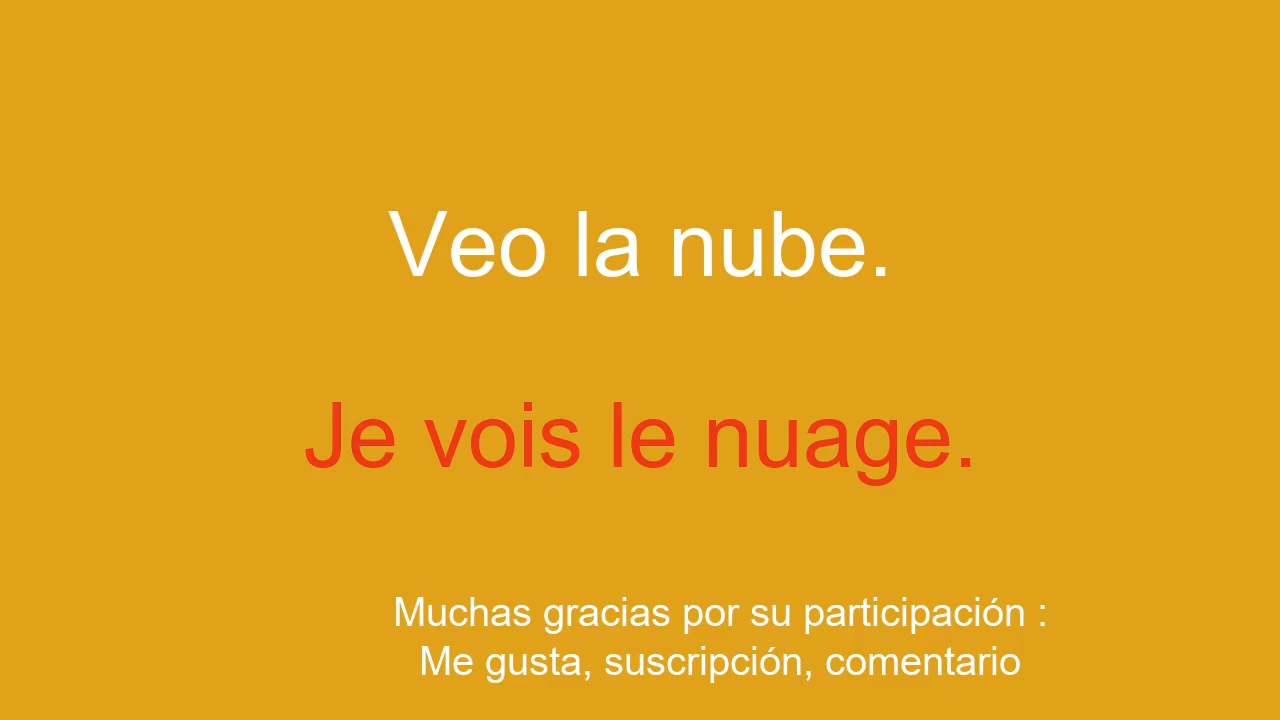 Veo la nube.
Je vois le nuage.
Muchas gracias por su participación :
Me gusta, suscripción, comentario